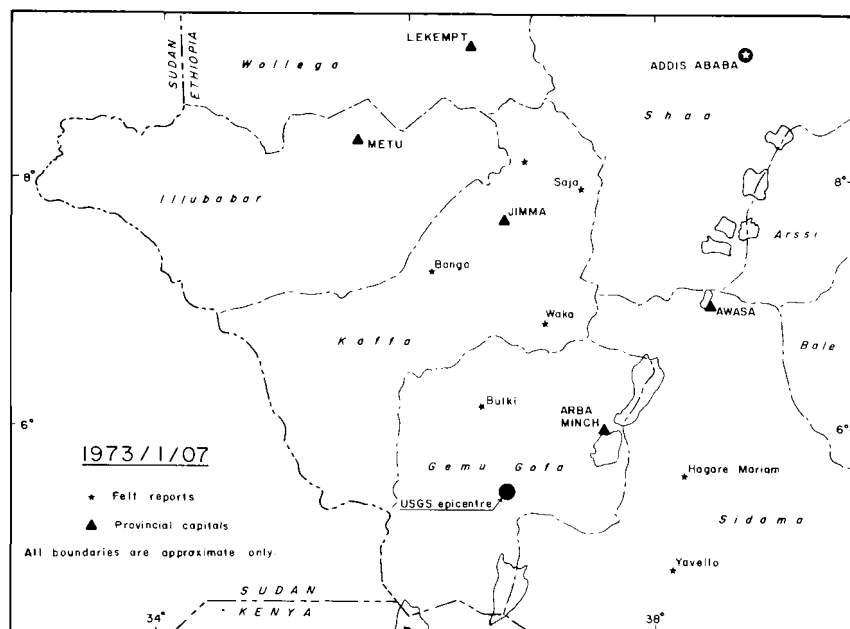 LEKEMPT
ADDIS ABABA
SUDAN
ETHIOPIA
Wollega
Shoa
METU
8°
8°
Saja
Illubabar
JIMMA
Arssi
Bonga
AWASA
Waka
Kaffa
Bale
Bulki
ARBA
MINCH
6°
6°
1973/1/07
Gemu Gofa
Hagare Mariam
Felt reports
USGS epicentre
Sidama
Provincial capitals
All boundaries are approximate only.
Yavello
SUDAN
KENYA
34°
38°